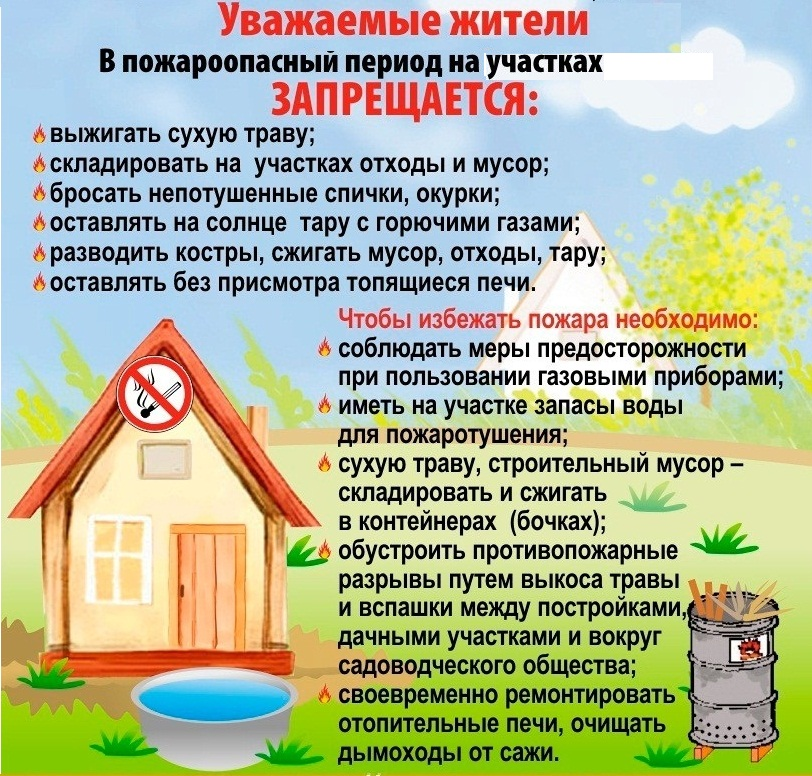 Уважаемые жители
В пожароопасный период на участках
ЗАПРЕЩАЕТСЯ:
выжигать сухую траву;
складировать на участках отходы и мусор;
бросать непотушенные спички, окурки;
оставлять на солнце тару с горючими газами;
разводить костры, сжигать мусор, отходы, тару;
оставлять без присмотра топящиеся печи.
Чтобы избежать пожара необходимо:
соблюдать меры предосторожности
при пользовании газовыми приборами;
иметь на участке запасы воды
для пожаротушения;
сухую траву, строительный мусор –
складировать и сжигать
в контейнерах (бочках);
обустроить противопожарные
разрывы путем выкоса травы
и вспашки между постройками,
дачными участками и вокруг
садоводческого общества;
своевременно ремонтировать
отопительные печи, очищать
дымоходы от сажи.